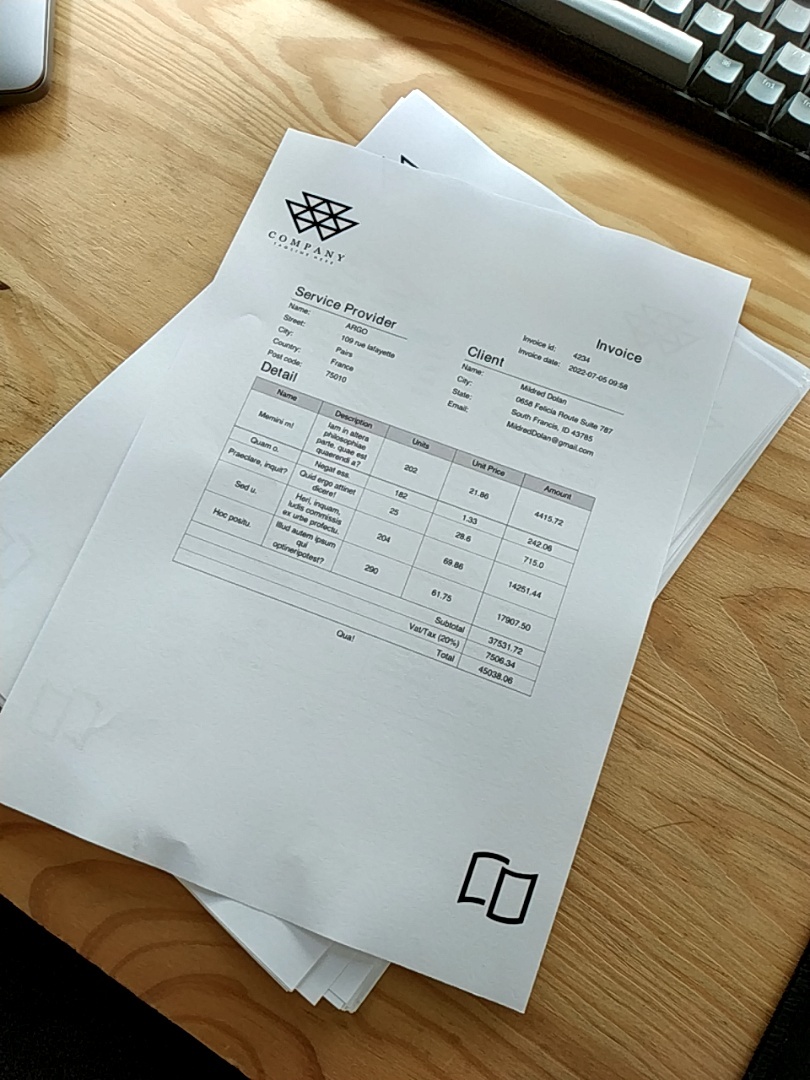 COMPANY
TAGLINE HERE
Invoice
Invoice id: 4234
Invoice date: 2022-07-05 09:58
Service Provider
Name: ARGO
Street: 109 rue lafayette
City: Pairs
Country: France
Post code: 75010
Client
Name: Mildred Dolan
City: 0658 Felicia Route Suite 787
State: South Francis, ID 43785
Email: MildredDolan@gmail.com
Detail
Name Description Units Unit Price Amount
Memini m! Iam in altera philosophiae parte. quae est quaerendi a? 202 21.86 4415.72
Quam o. Negat ess. 182 1.33 242.06
Praeclare, inquit? Quid ergo attinet dicere! 25 28.6 715.0
Sed u. Heri, inquam, ludis commissis ex urbe profectu. 204 69.86 14251.44
Hoc positu. Illud autem ipsum qui optineripotest? 290 61.75 17907.50
Subtotal 37531.72
Vat/Tax (20%) 7506.34
Total 45038.06
Qua!